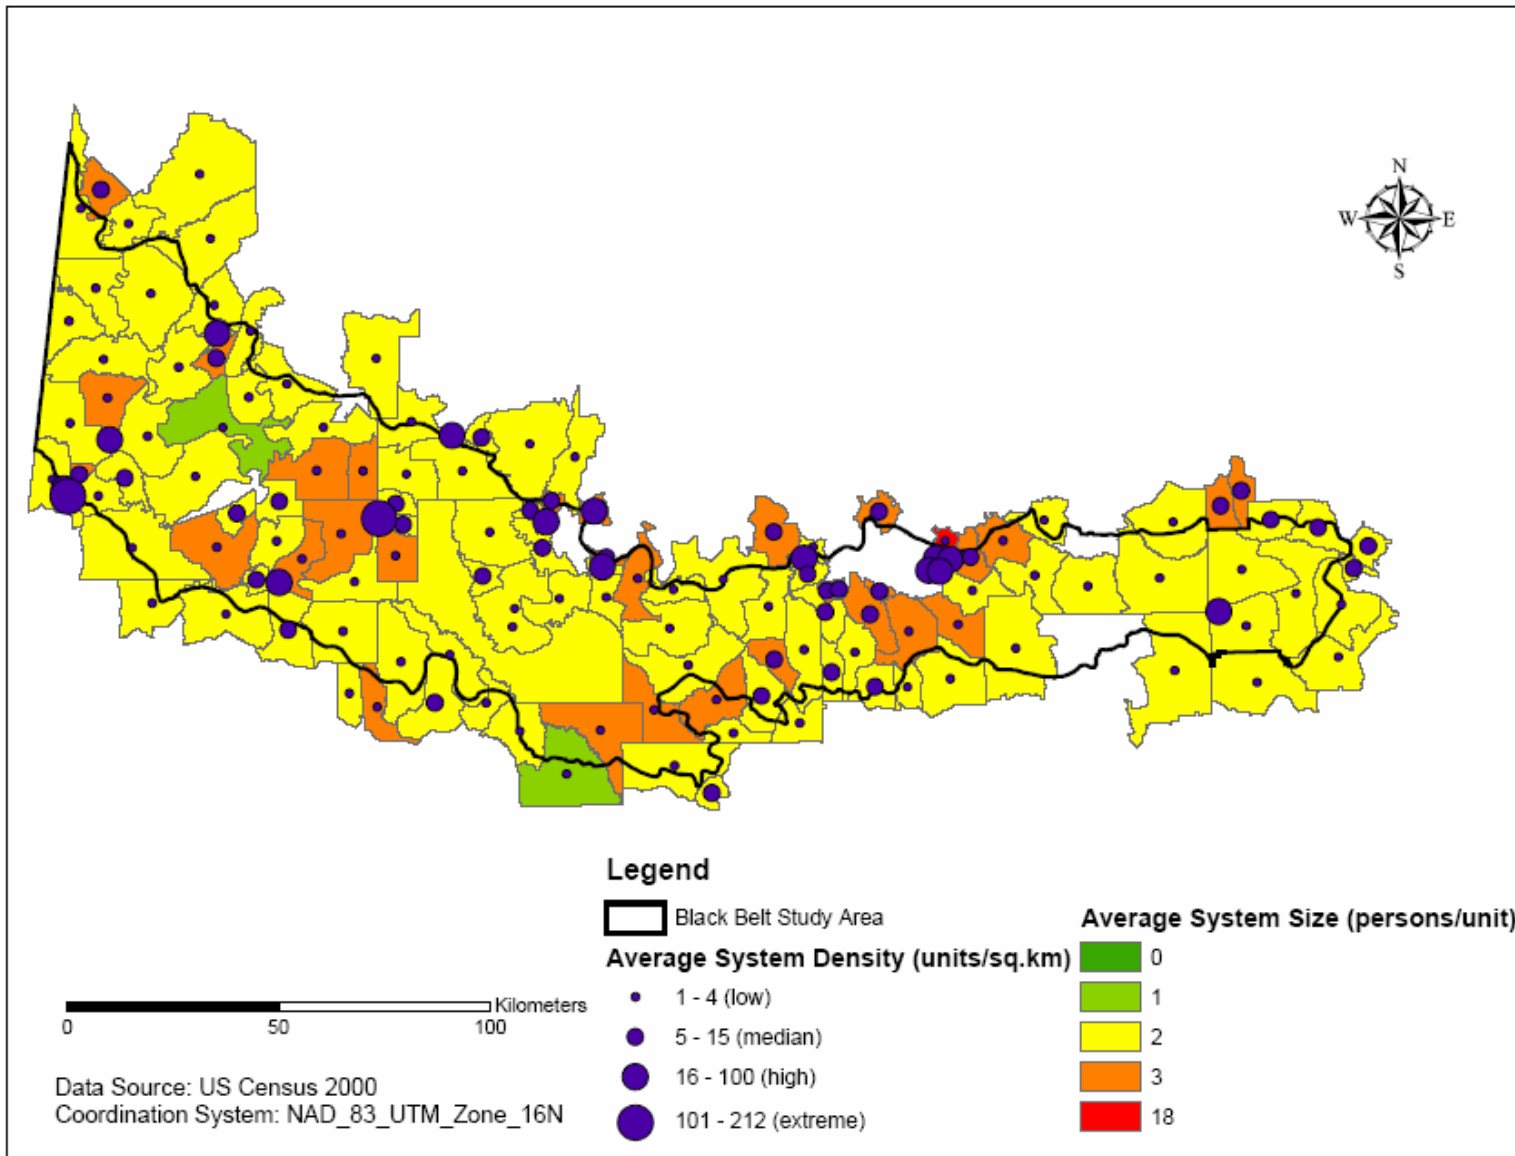 N
W E
S
Legend
Black Belt Study Area
Average System Density (units/sq.km)
1 - 4 (low)
5 - 15 (median)
16 - 100 (high)
101 - 212 (extreme)
Average System Size (persons/unit)
0
1
2
3
18
Kilometers
0 50 100
Data Source: US Census 2000
Coordination System: NAD_83_UTM_Zone_16N